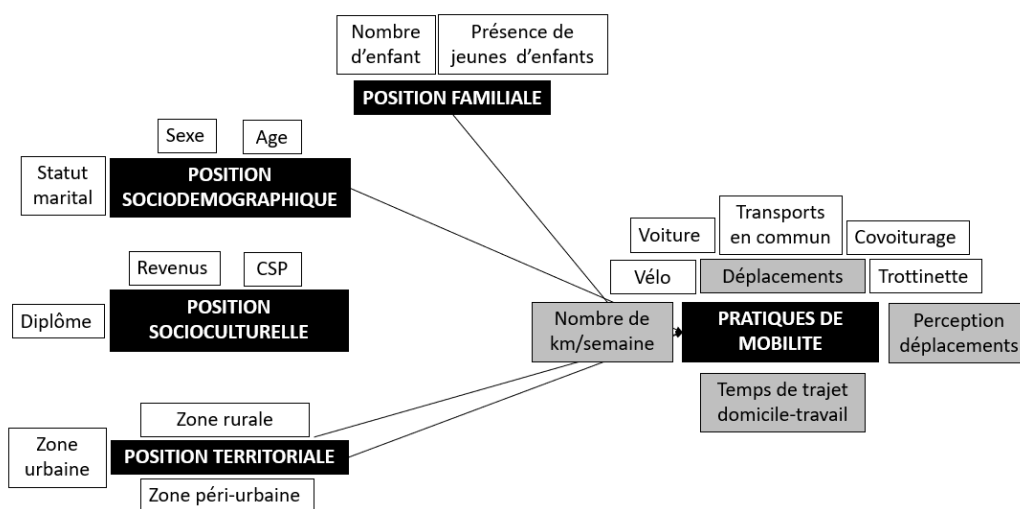 Nombre
d'enfant
Présence de
jeunes  d'enfants
POSITION FAMILIALE
Sexe
Age
Statut
marital
POSITION
SOCIODEMOGRAPHIQUE
Revenus
CSP
Diplôme
POSITION
SOCIOCULTURELLE
Zone rurale
Zone
urbaine
POSITION TERRITORIALE
Zone péri-urbaine
Voiture
Transports
en commun
Covoiturage
Vélo
Déplacements
Trottinette
Nombre de
km/semaine
PRATIQUES DE
MOBILITE
Perception
déplacements
Temps de trajet
domicile-travail